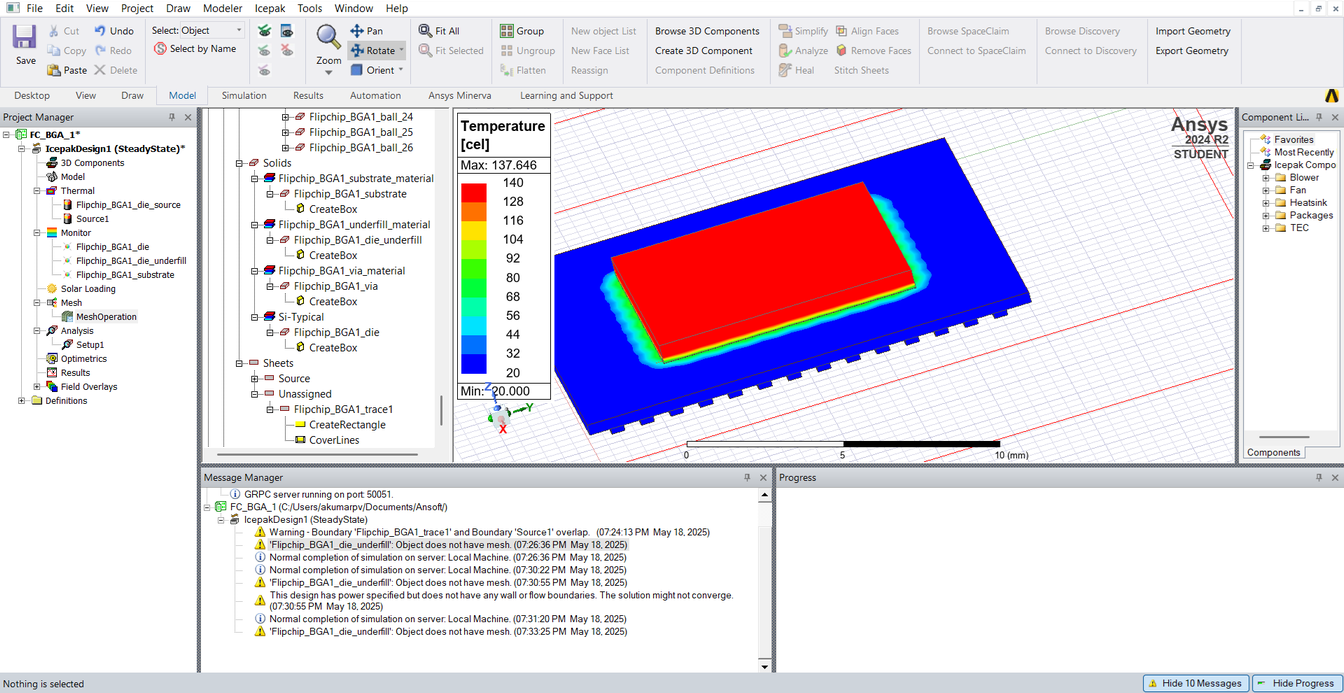 File Edit View Project Draw Modeler Icepak Tools Window Help
Save
Cut
Copy
Paste
Undo
Redo
Delete
Select: Object
Select by Name
Zoom
Pan
Rotate
Orient
Fit All
Fit Selected
Group
Ungroup
Flatten
New object List
New Face List
Reassign
Browse 3D Components
Create 3D Component
Component Definitions
Simplify
Analyze
Heal
Align Faces
Remove Faces
Stitch Sheets
Browse SpaceClaim
Connect to SpaceClaim
Browse Discovery
Connect to Discovery
Import Geometry
Export Geometry
Desktop View Draw Model Simulation Results Automation Ansys Minerva Learning and Support
Project Manager
FC_BGA_1*
IcepakDesign1 (SteadyState)*
3D Components
Model
Thermal
Flipchip_BGA1_die_source
Source1
Monitor
Flipchip_BGA1_die
Flipchip_BGA1_die_underfill
Flipchip_BGA1_substrate
Solar Loading
Mesh
MeshOperation
Analysis
Setup1
Optimetrics
Results
Field Overlays
Definitions
Flipchip_BGA1_ball_24
Flipchip_BGA1_ball_25
Flipchip_BGA1_ball_26
Solids
Flipchip_BGA1_substrate_material
Flipchip_BGA1_substrate
CreateBox
Flipchip_BGA1_underfill_material
Flipchip_BGA1_die_underfill
CreateBox
Flipchip_BGA1_via_material
Flipchip_BGA1_via
CreateBox
Si-Typical
Flipchip_BGA1_die
CreateBox
Sheets
Source
Unassigned
Flipchip_BGA1_trace1
CreateRectangle
CoverLines
Temperature
[cel]
Max: 137.646
140
128
116
104
92
80
68
56
44
32
20
Min: 20.000
Z
Y
X
0 5 10 (mm)
Ansys
2024 R2
STUDENT
Component Li...
Favorites
Most Recently
Icepak Compo
Blower
Fan
Heatsink
Packages
TEC
Components
Message Manager
GRPC server running on port: 50051.
FC_BGA_1 (C:/Users/akumarpv/Documents/Ansoft/)
IcepakDesign1 (SteadyState)
Warning - Boundary 'Flipchip_BGA1_trace1' and Boundary 'Source1' overlap. (07:24:13 PM May 18, 2025)
'Flipchip_BGA1_die_underfill': Object does not have mesh. (07:26:36 PM May 18, 2025)
Normal completion of simulation on server: Local Machine. (07:26:36 PM May 18, 2025)
Normal completion of simulation on server: Local Machine. (07:30:22 PM May 18, 2025)
'Flipchip_BGA1_die_underfill': Object does not have mesh. (07:30:55 PM May 18, 2025)
This design has power specified but does not have any wall or flow boundaries. The solution might not converge.
(07:30:55 PM May 18, 2025)
Normal completion of simulation on server: Local Machine. (07:31:20 PM May 18, 2025)
'Flipchip_BGA1_die_underfill': Object does not have mesh. (07:33:25 PM May 18, 2025)
Progress
Nothing is selected
Hide 10 Messages
Hide Progress